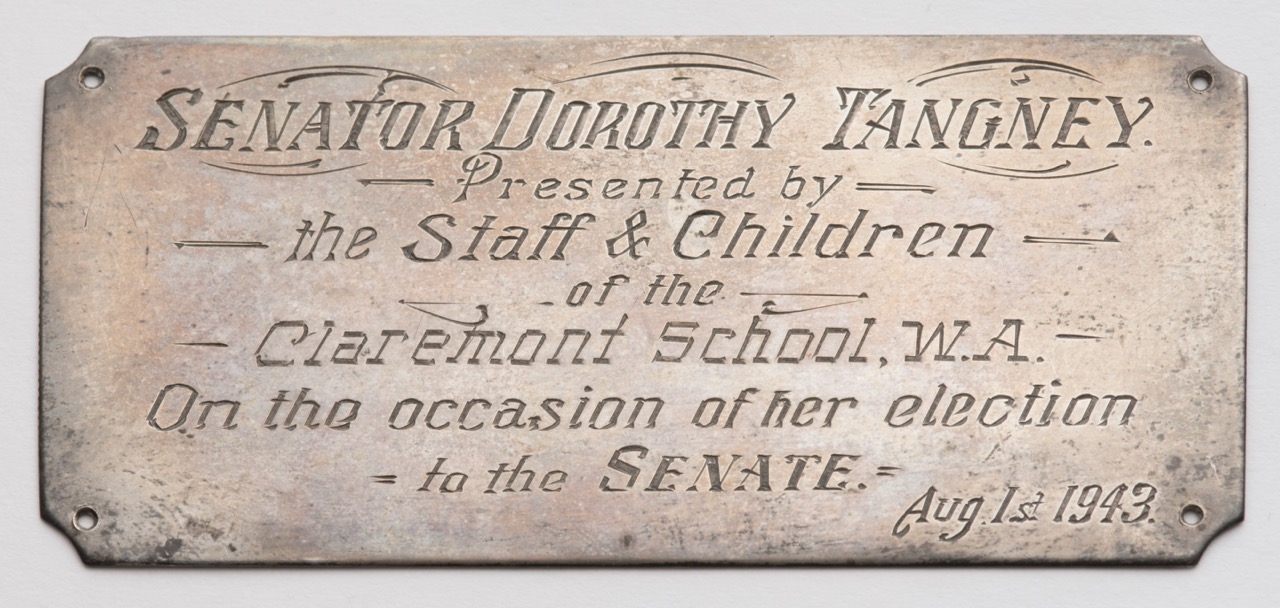 SENATOR DOROTHY TANGNEY.
Presented by
the Staff & Children
of the
Claremont School, W.A.
On the occasion of her election
to the SENATE.
Aug. 1st 1943.